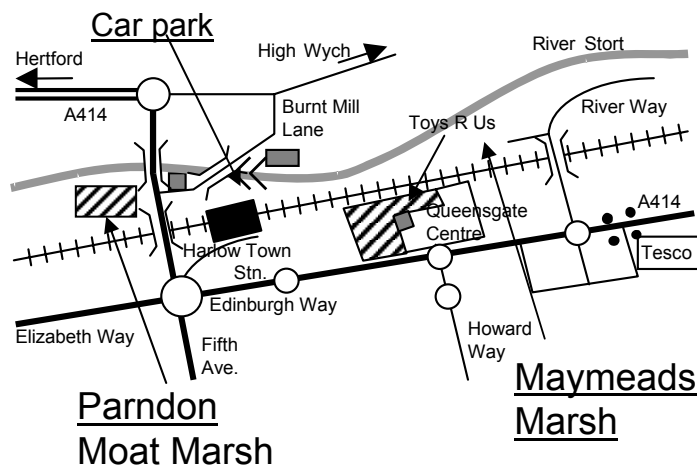 Car park
High Wych
River Stort
Hertford
A414
Burnt Mill
Lane
River Way
Toys R Us
A414
Queensgate
Centre
Harlow Town
Stn.
Tesco
Edinburgh Way
Elizabeth Way
Fifth
Ave.
Howard
Way
Parndon
Moat Marsh
Maymeads
Marsh